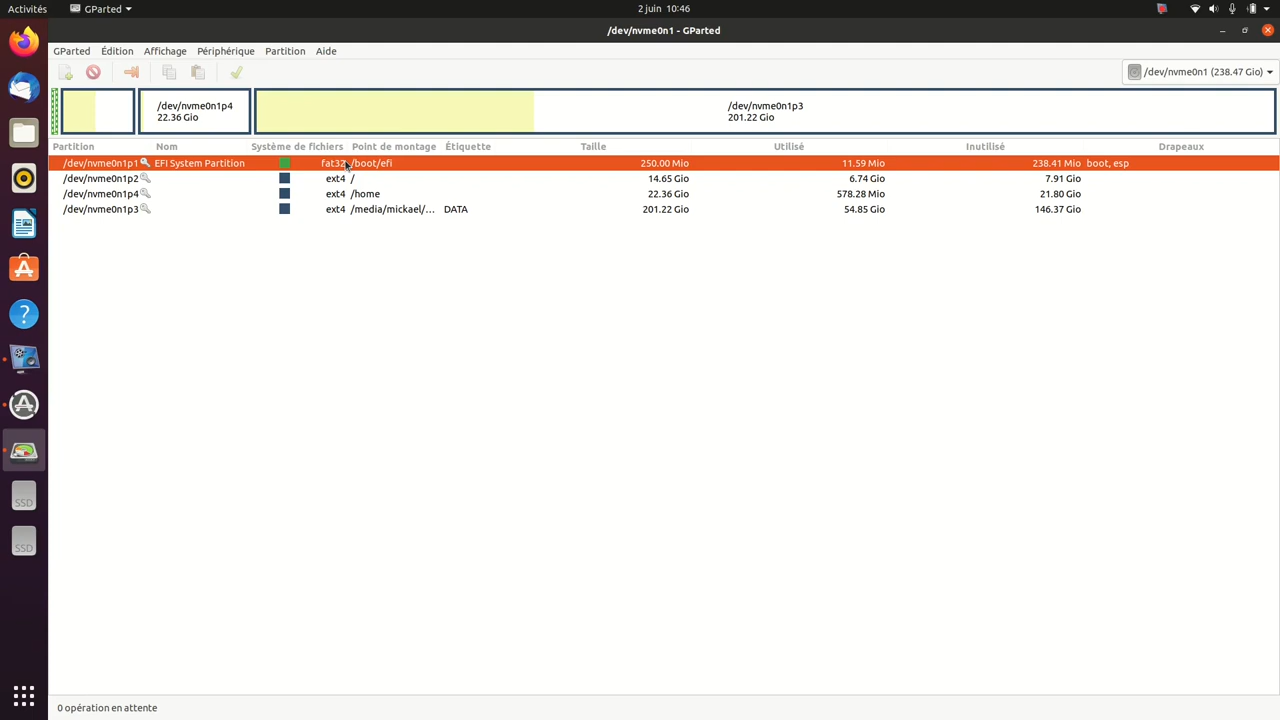 Activités GParted 2 juin 10:46
/dev/nvme0n1 - GParted
GParted Édition Affichage Périphérique Partition Aide
/dev/nvme0n1 (238.47 Gio)
/dev/nvme0n1p4
22.36 Gio
/dev/nvme0n1p3
201.22 Gio
Partition Nom Système de fichiers Point de montage Étiquette Taille Utilisé Inutilisé Drapeaux
/dev/nvme0n1p1 EFI System Partition fat32 /boot/efi 250.00 Mio 11.59 Mio 238.41 Mio boot, esp
/dev/nvme0n1p2 ext4 / 14.65 Gio 6.74 Gio 7.91 Gio
/dev/nvme0n1p4 ext4 /home 22.36 Gio 578.28 Mio 21.80 Gio
/dev/nvme0n1p3 ext4 /media/mickael/... DATA 201.22 Gio 54.85 Gio 146.37 Gio
SSD
SSD
0 opération en attente